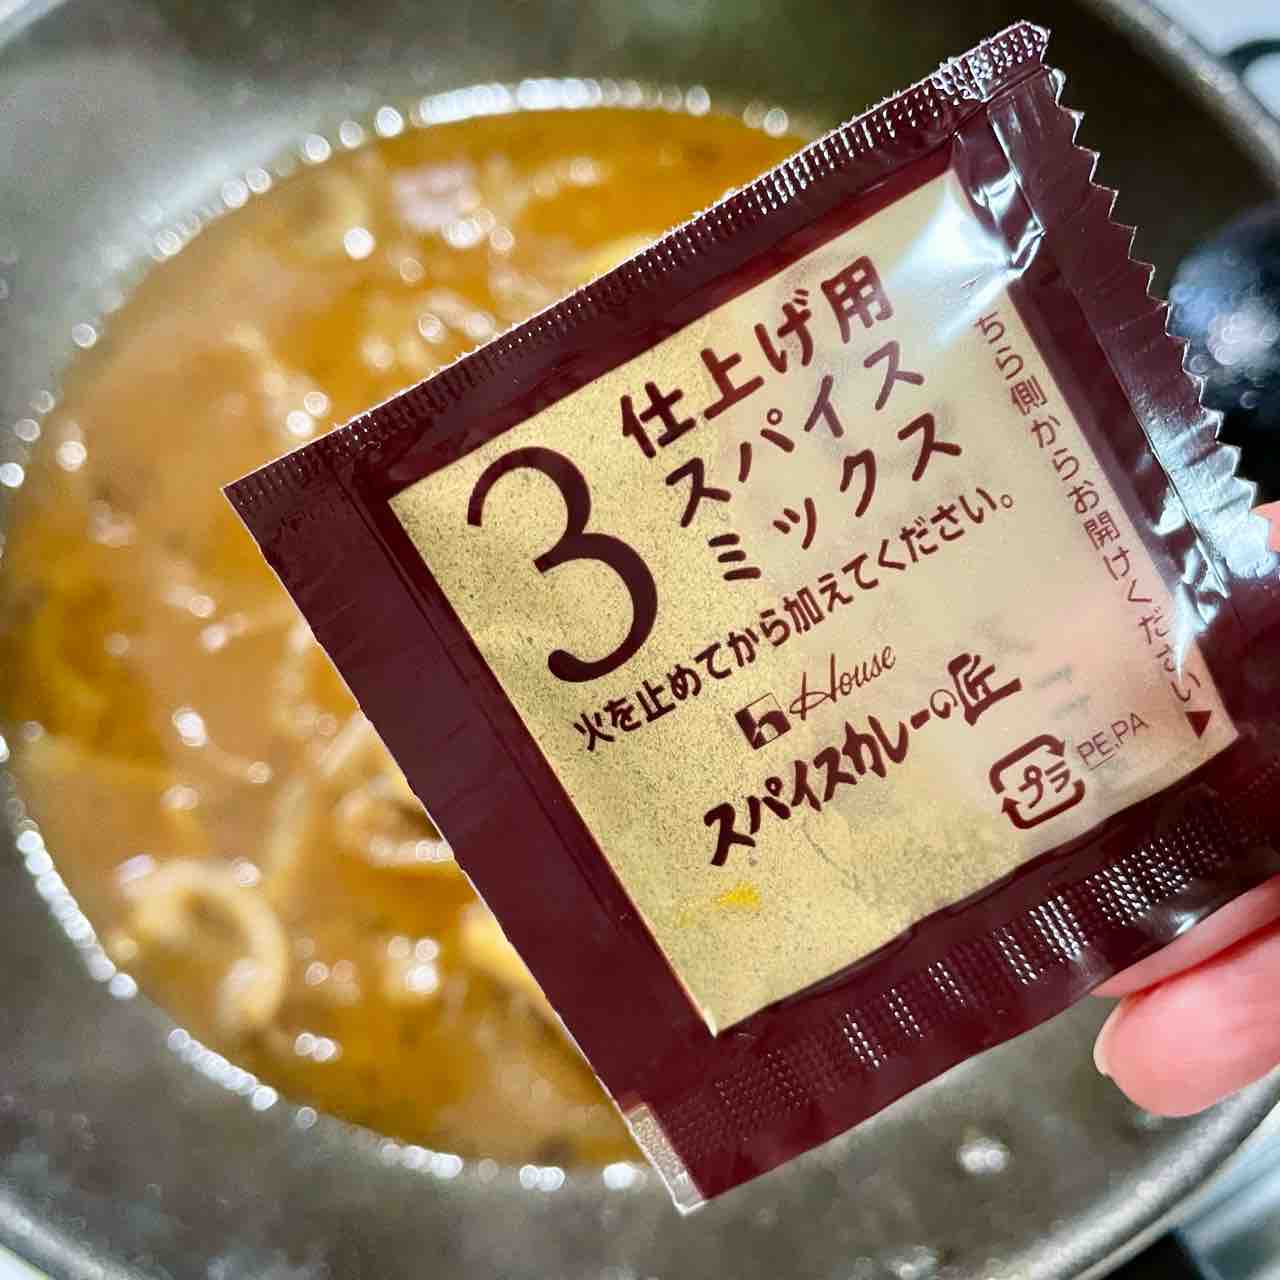 3
仕上げ用
スパイス
ミックス
火を止めてから加えてください。
House
スパイスカレーの匠
プラ
PE,PA
ちら側からお開けください▶